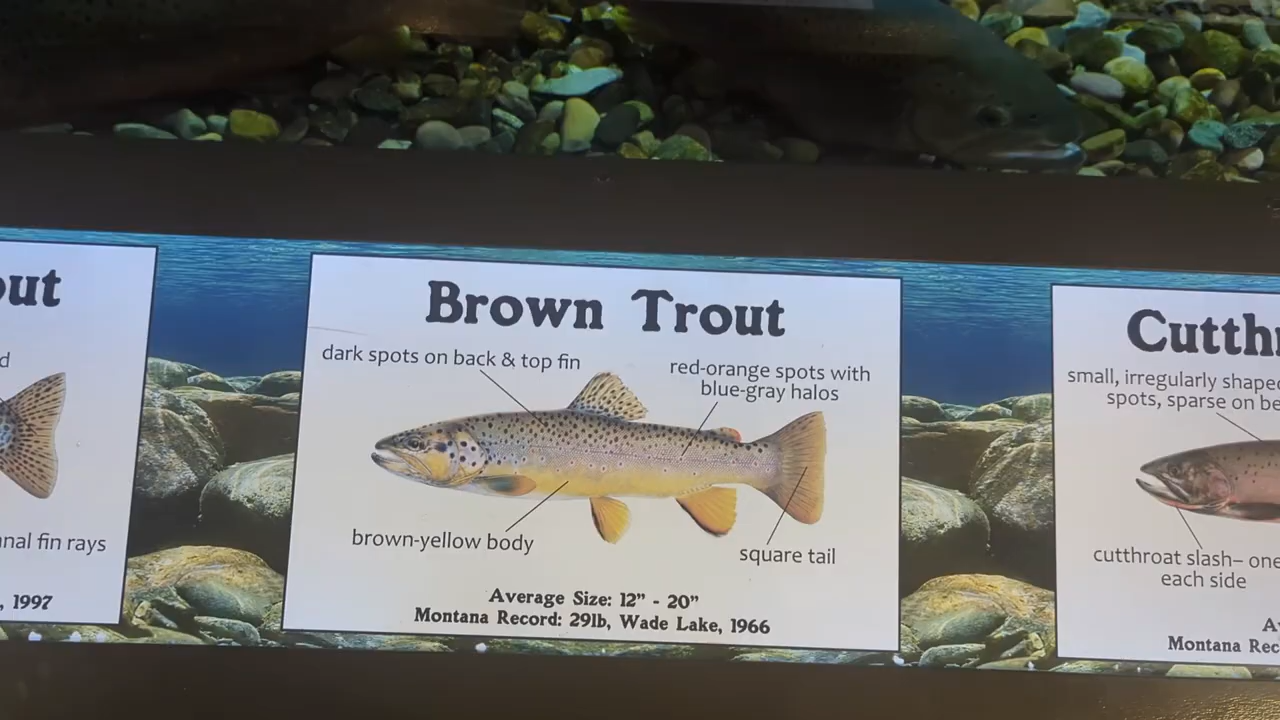 out
d
nal fin rays
, 1997
Brown Trout
dark spots on back & top fin
red-orange spots with
blue-gray halos
brown-yellow body
square tail
Average Size: 12" - 20"
Montana Record: 29lb, Wade Lake, 1966
Cutth
small, irregularly shape
spots, sparse on be
cutthroat slash– one
each side
A
Montana Rec